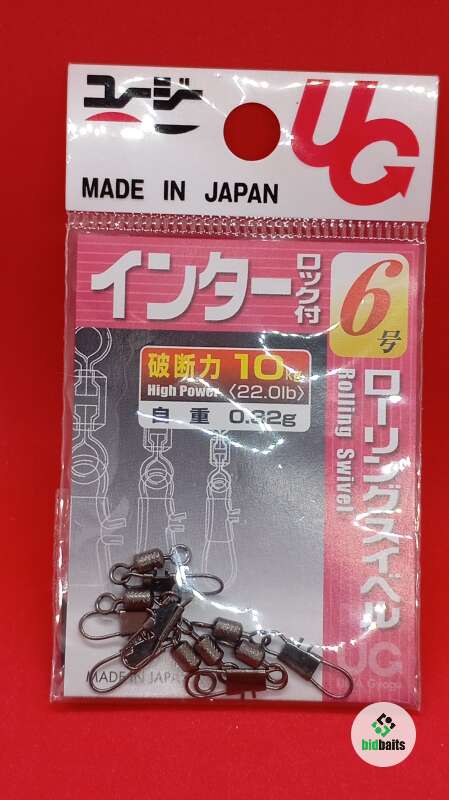 ユージー
UG
MADE IN JAPAN
インター
ロック付
6号
破断力 10kg
High Power 〈22.0lb〉
自重 0.32g
ローリングスイベル
Rolling Swivel
UG
MADE IN JAPA
bidbaits